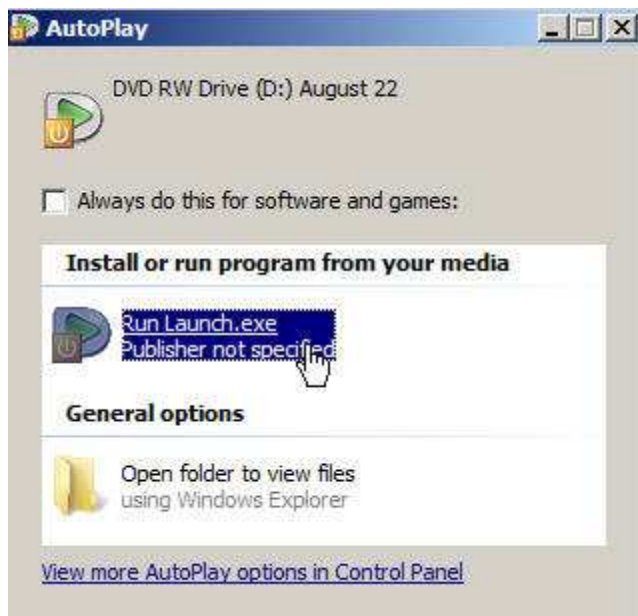 AutoPlay
DVD RW Drive (D:) August 22
Always do this for software and games:
Install or run program from your media
Run Launch.exe
Publisher not specified
General options
Open folder to view files
using Windows Explorer
View more AutoPlay options in Control Panel